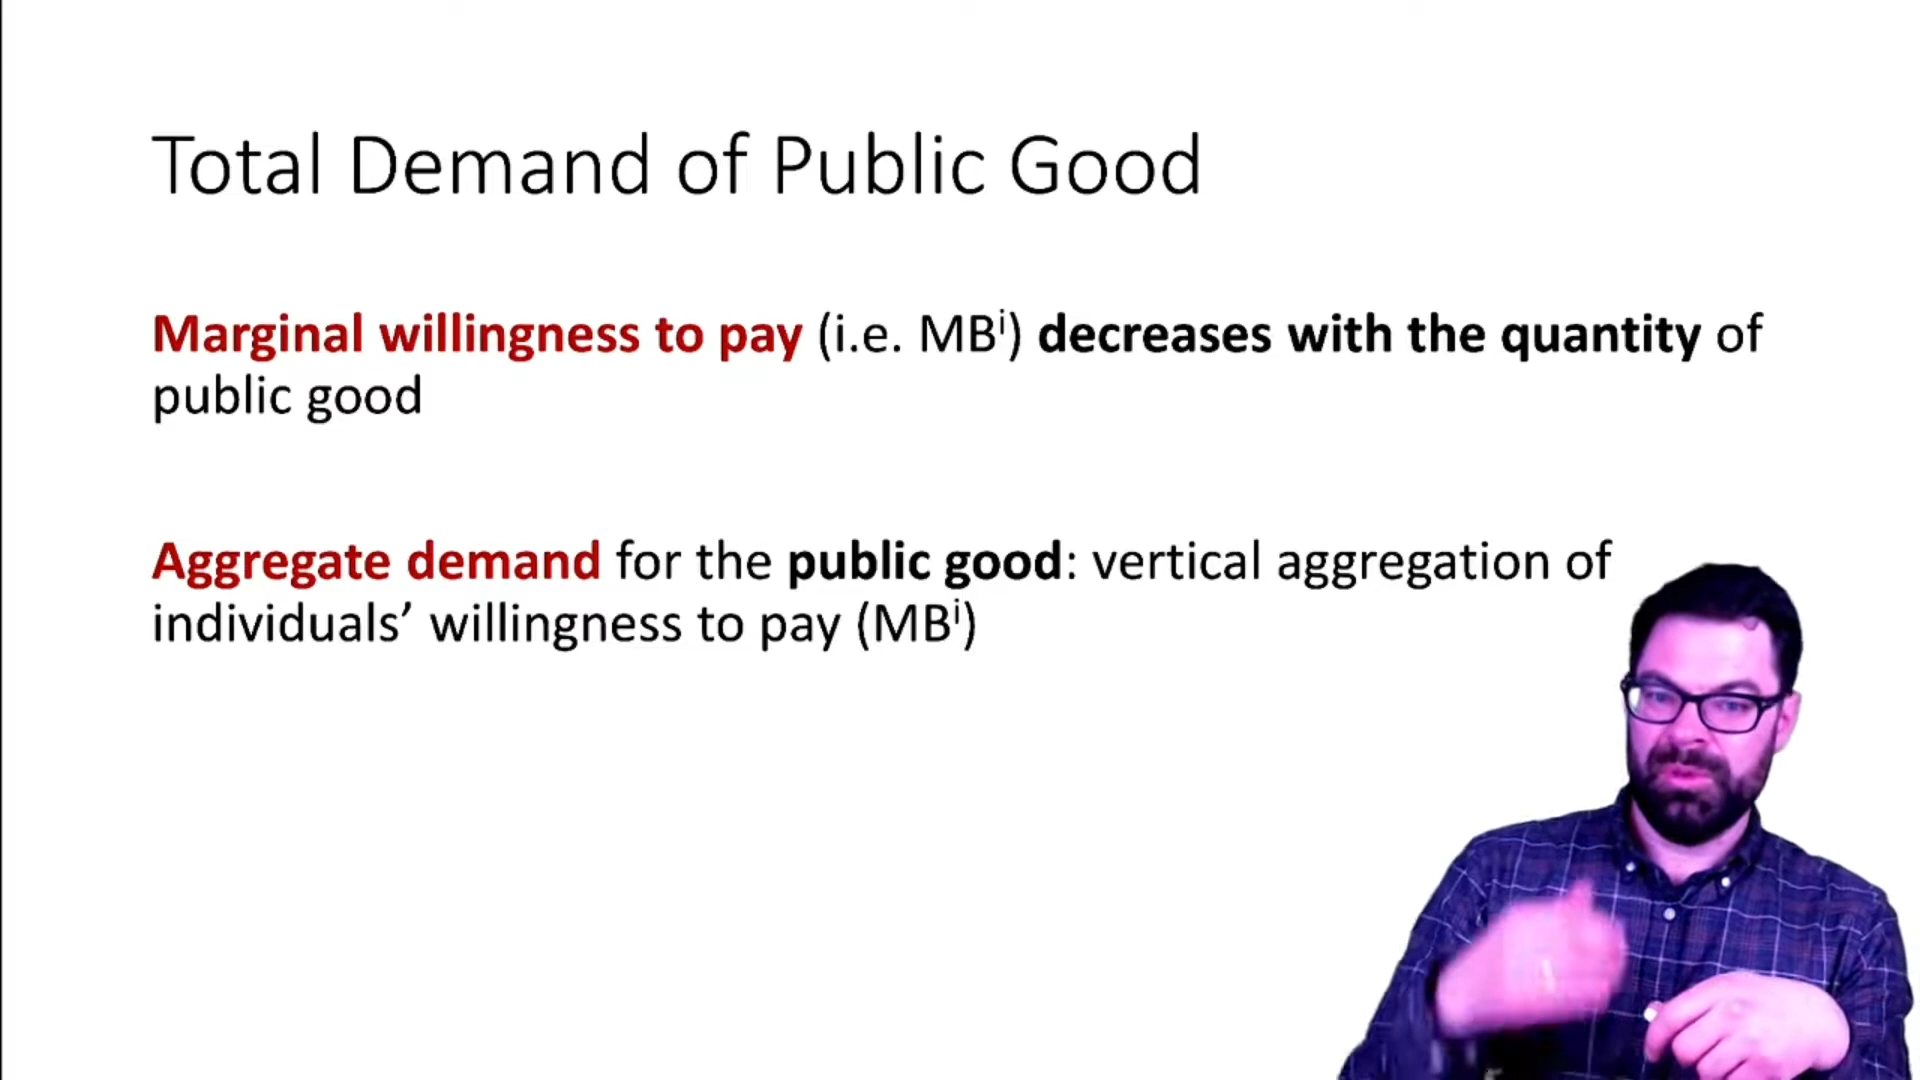 Total Demand of Public Good
Marginal willingness to pay (i.e. MBⁱ) decreases with the quantity of
public good
Aggregate demand for the public good: vertical aggregation of
individuals’ willingness to pay (MBⁱ)